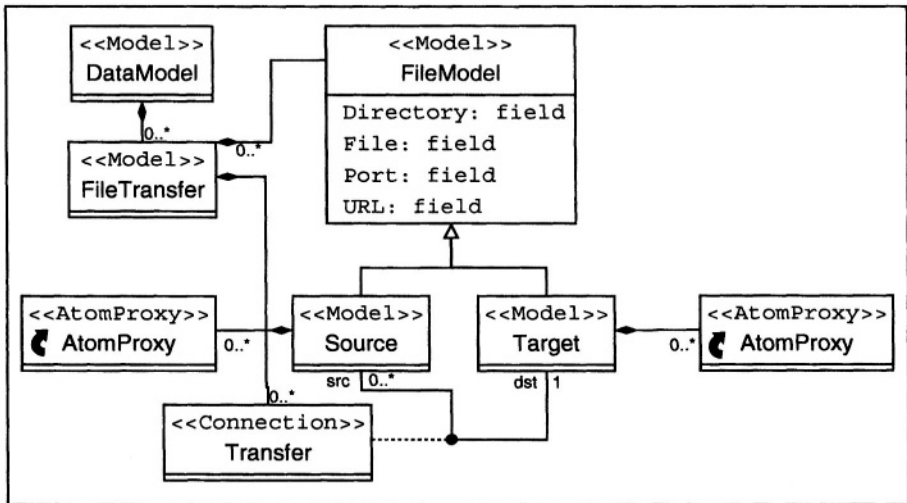 <<Model>>
DataModel
<<Model>>
FileModel
Directory: field
File: field
Port: field
URL: field
0..*
0..*
<<Model>>
FileTransfer
<<AtomProxy>>
AtomProxy
0..*
<<Model>>
Source
<<Model>>
Target
0..*
<<AtomProxy>>
AtomProxy
src 0..*
dst 1
0..*
<<Connection>>
Transfer